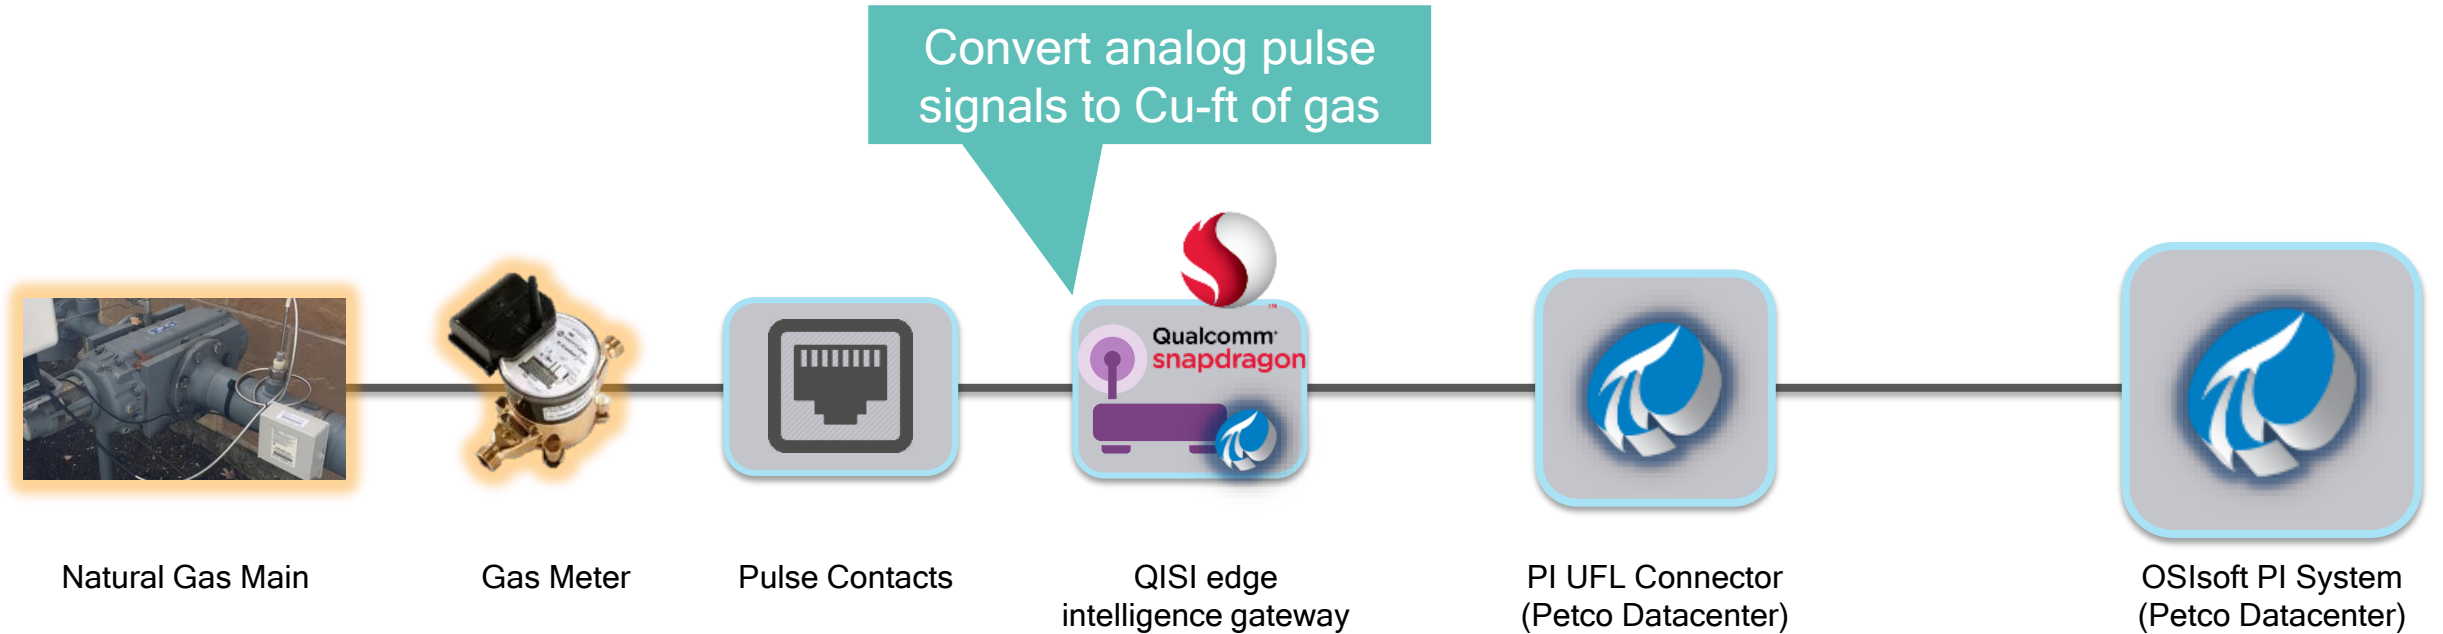 Convert analog pulse
signals to Cu-ft of gas
Qualcomm
snapdragon
Natural Gas Main
Gas Meter
Pulse Contacts
QISI edge
intelligence gateway
PI UFL Connector
(Petco Datacenter)
OSIsoft PI System
(Petco Datacenter)